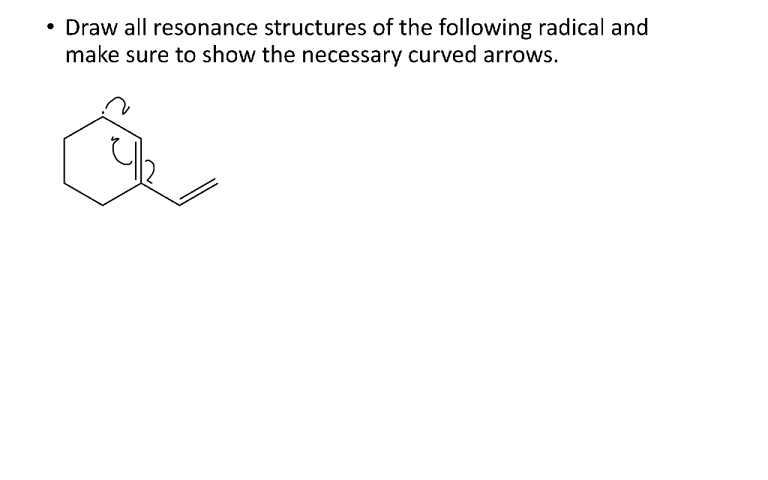 • Draw all resonance structures of the following radical and
make sure to show the necessary curved arrows.